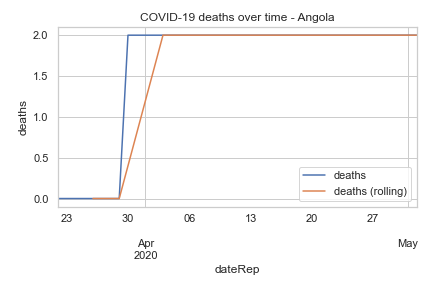 COVID-19 deaths over time - Angola
deaths
2.0
1.5
1.0
0.5
0.0
deaths
deaths (rolling)
23 30 06 13 20 27
Apr May
2020
dateRep